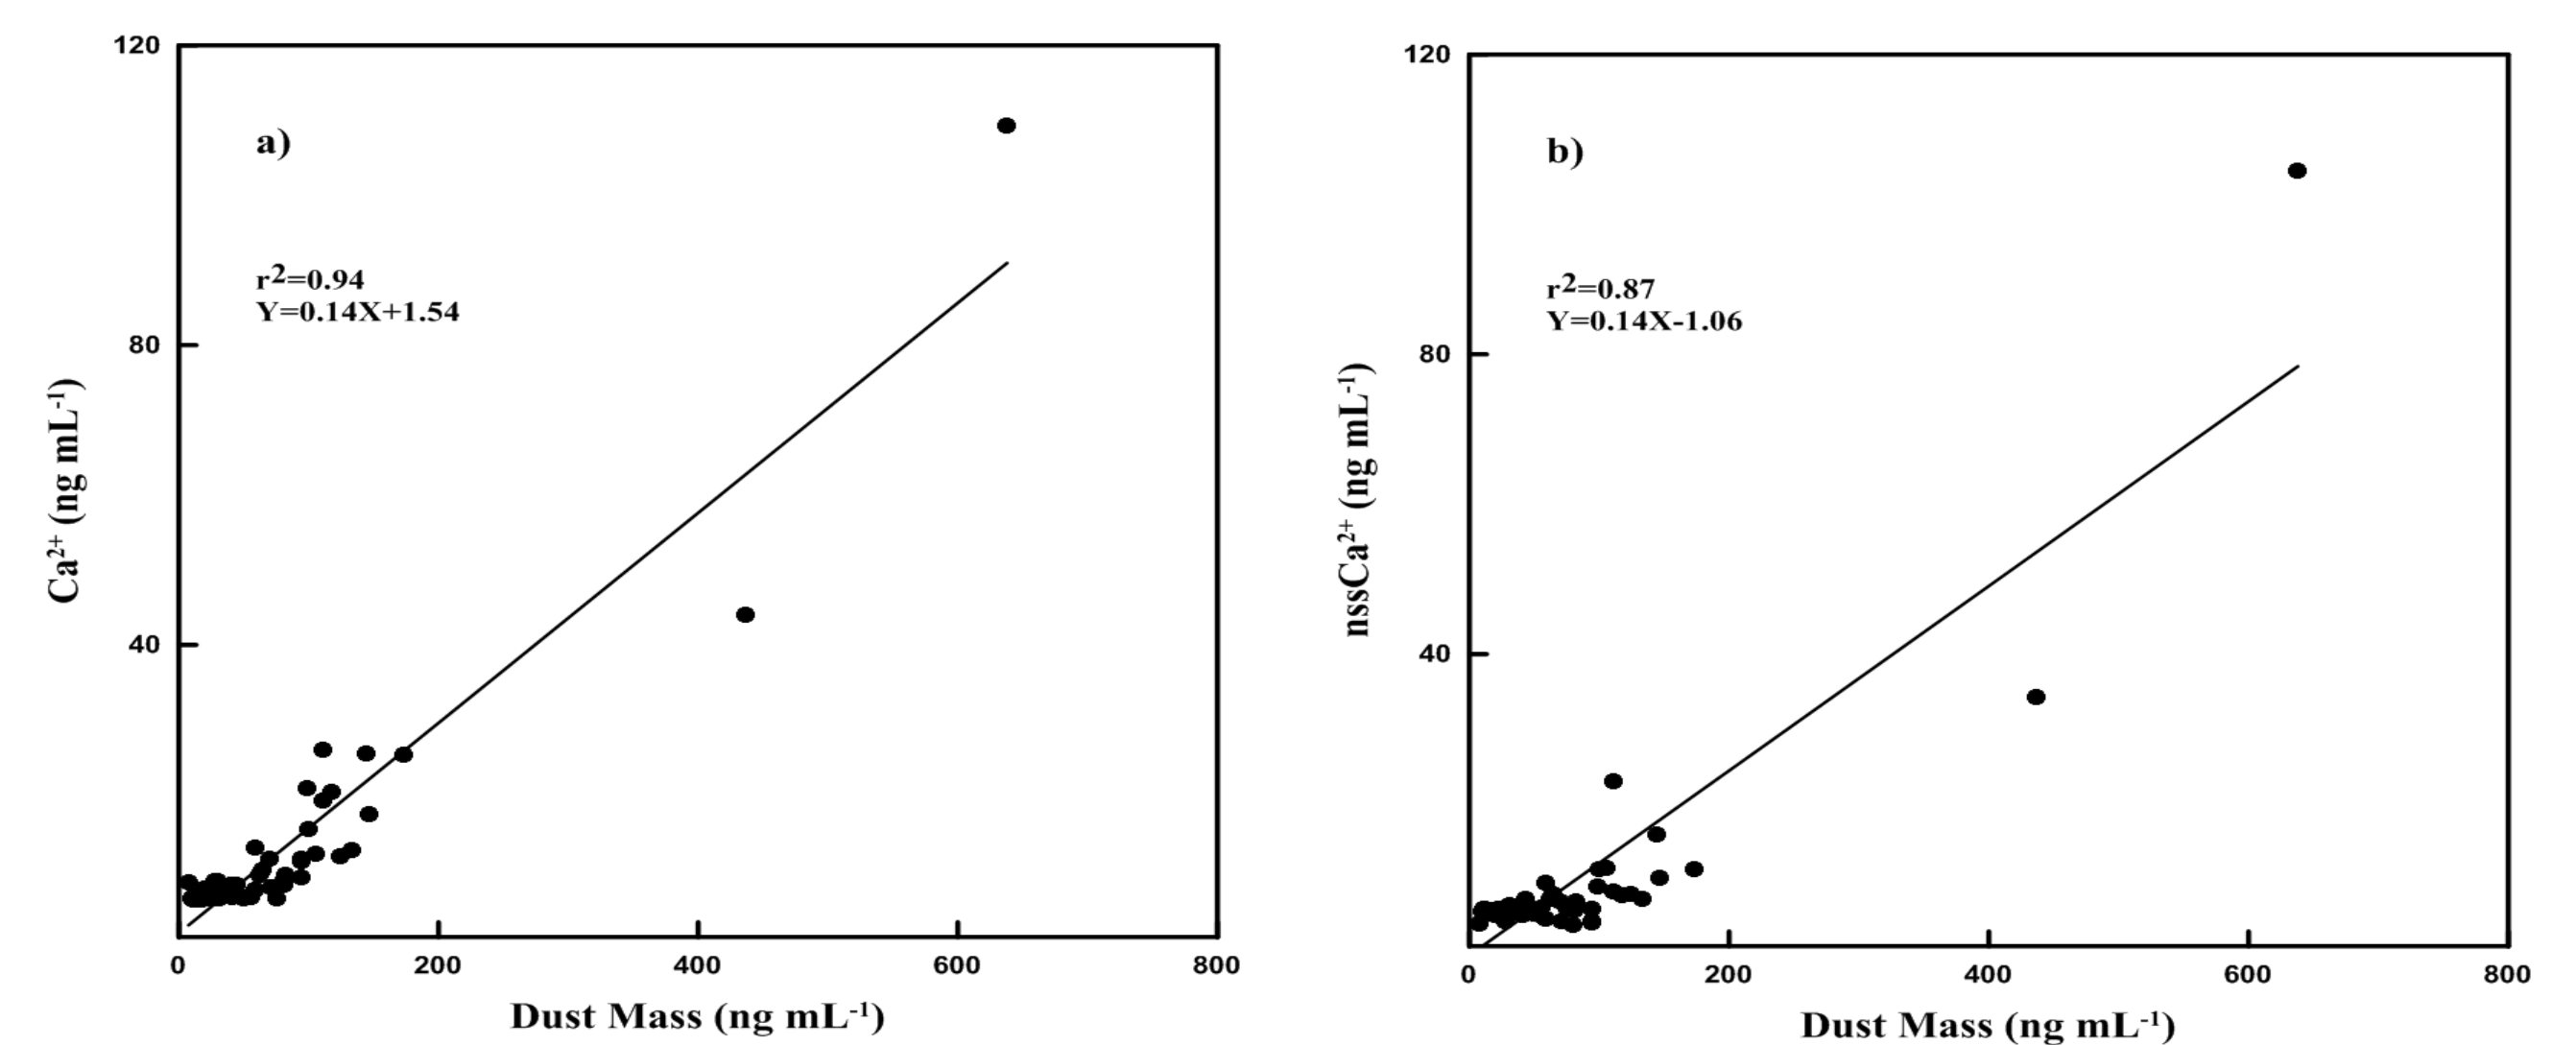 120
a)
r²=0.94
Y=0.14X+1.54
80
40
Ca²⁺ (ng mL⁻¹)
0 200 400 600 800
Dust Mass (ng mL⁻¹)
120
b)
r²=0.87
Y=0.14X-1.06
80
40
nssCa²⁺ (ng mL⁻¹)
0 200 400 600 800
Dust Mass (ng mL⁻¹)